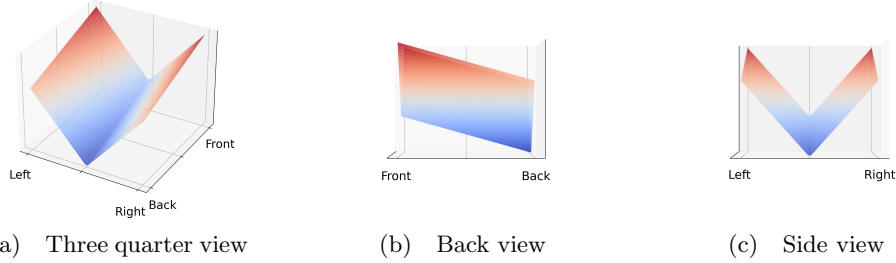 Left
Front
Right Back
a) Three quarter view
Front Back
(b) Back view
Left Right
(c) Side view